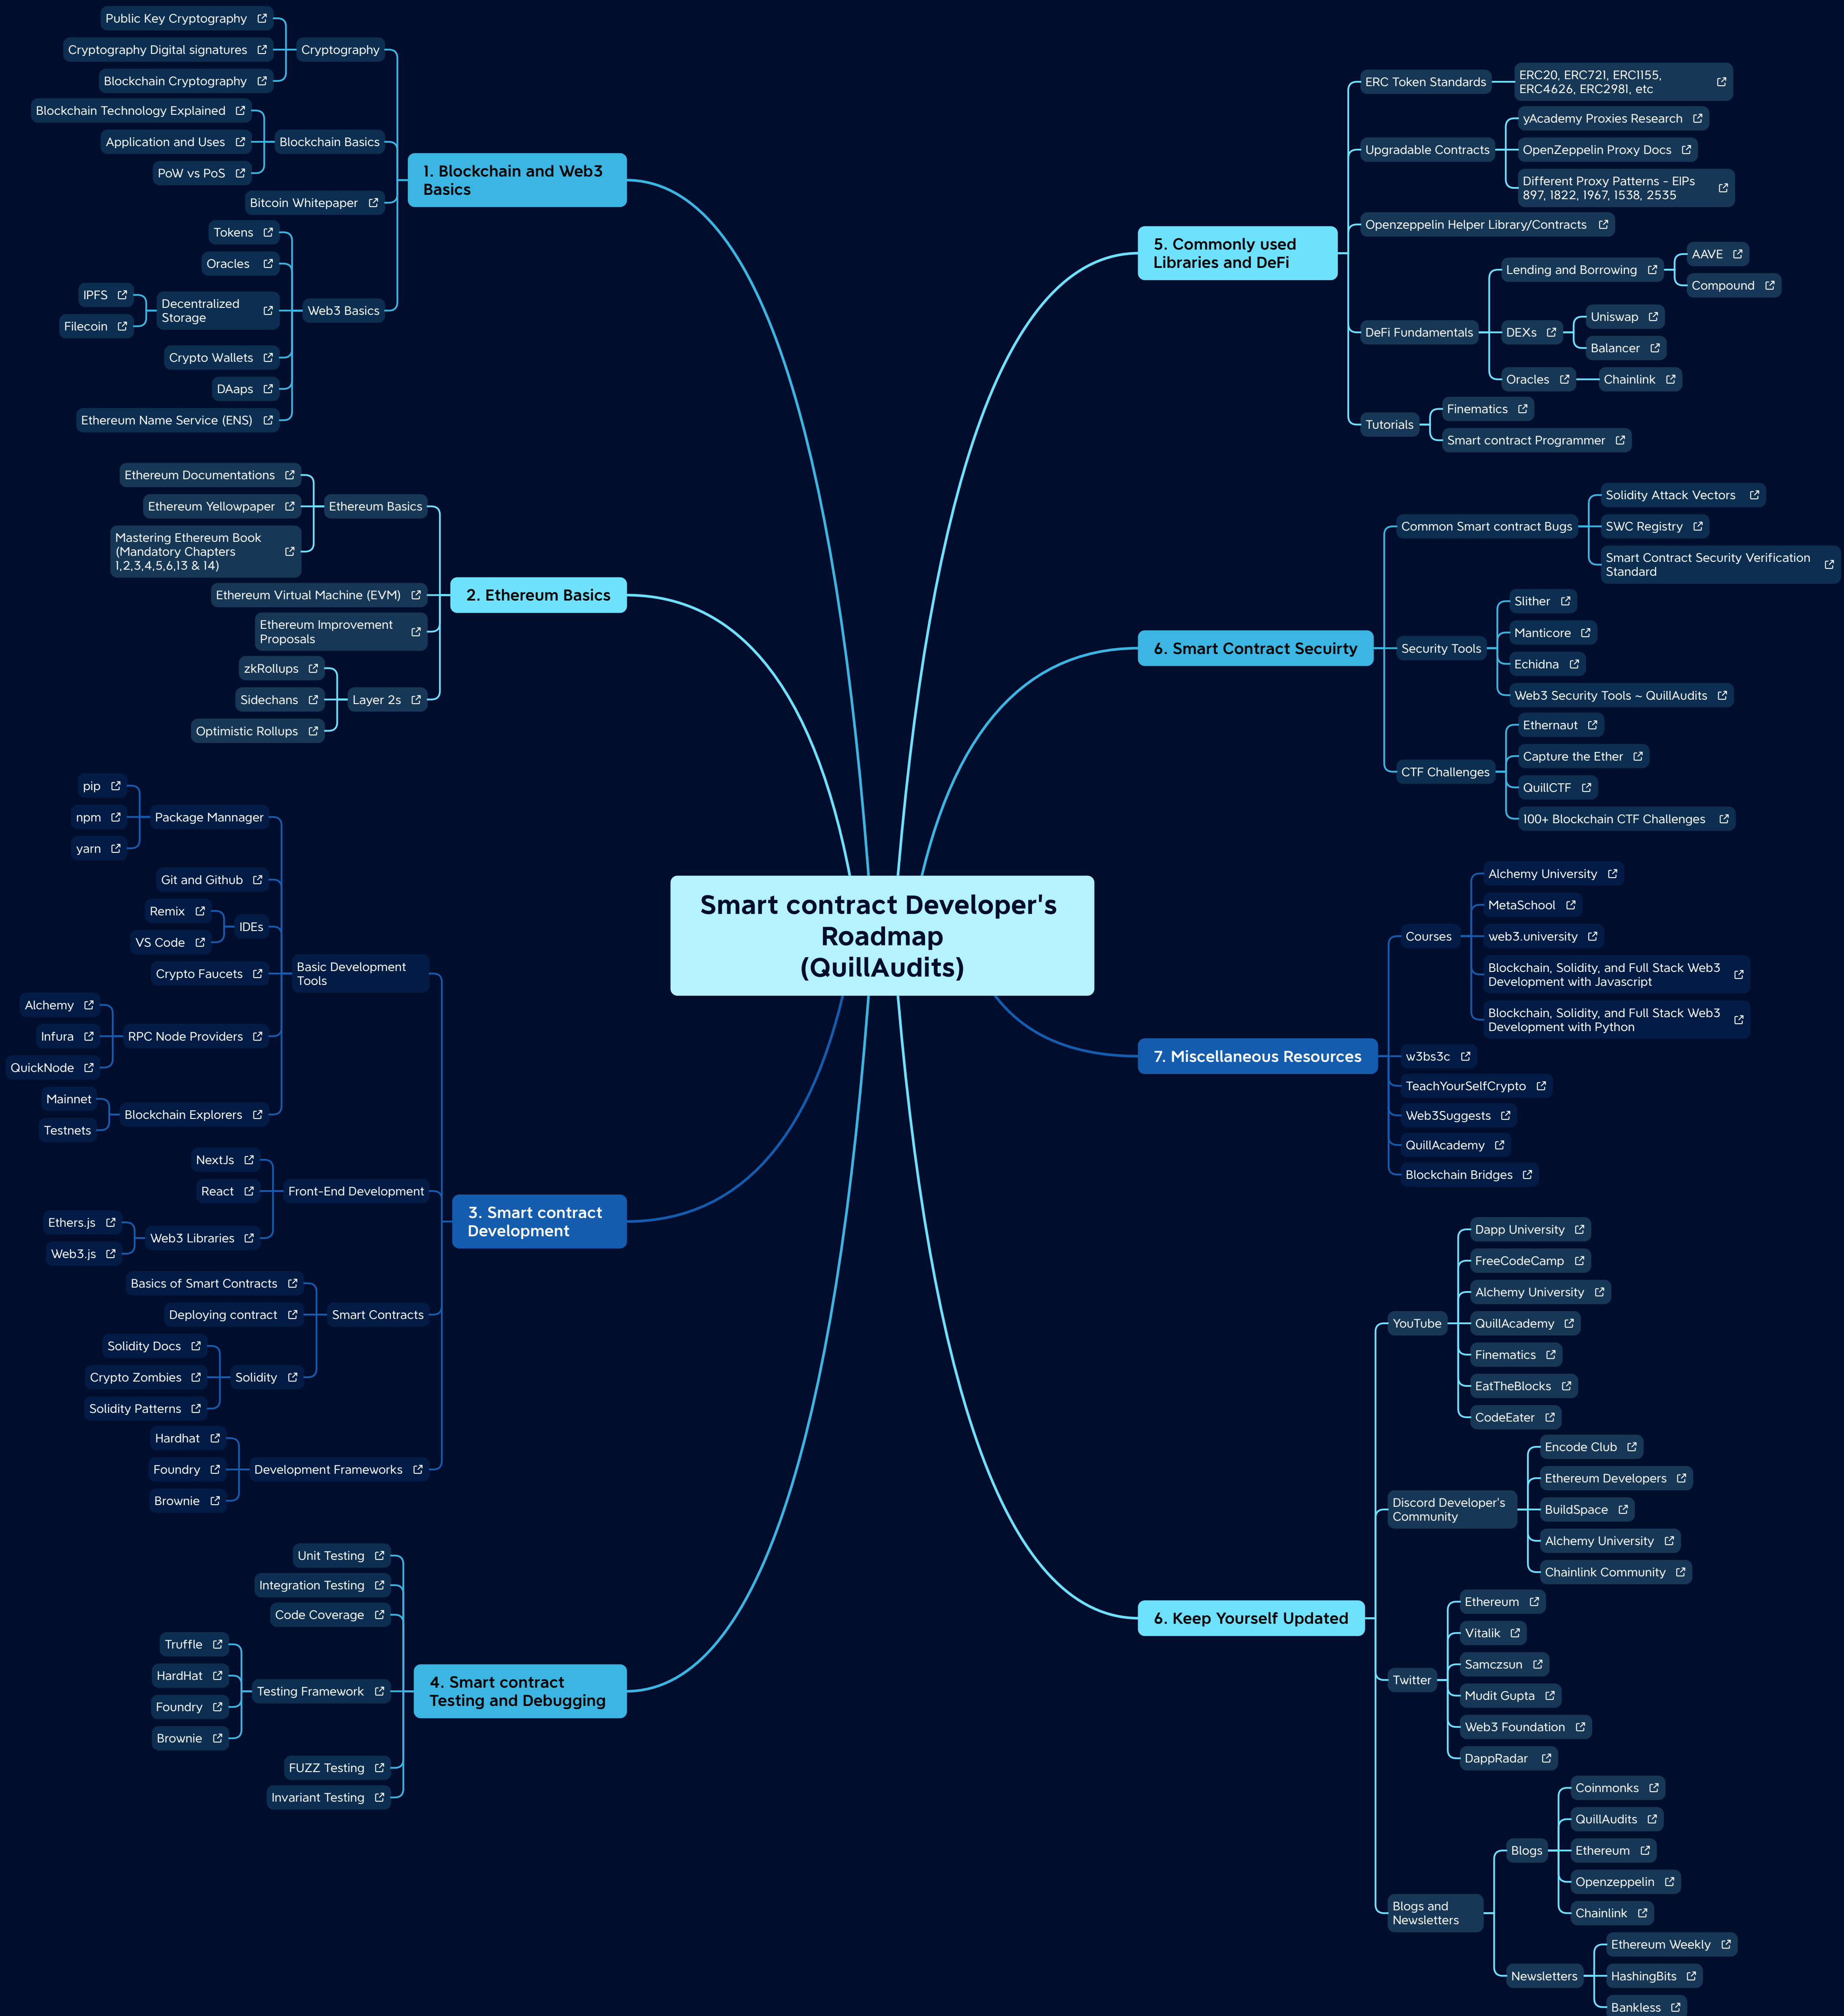 Smart contract Developer's
Roadmap
(QuillAudits)
1. Blockchain and Web3
Basics
Cryptography
Public Key Cryptography
Cryptography Digital signatures
Blockchain Cryptography
Blockchain Basics
Blockchain Technology Explained
Application and Uses
PoW vs PoS
Bitcoin Whitepaper
Web3 Basics
Tokens
Oracles
Decentralized
Storage
IPFS
Filecoin
Crypto Wallets
DAaps
Ethereum Name Service (ENS)
2. Ethereum Basics
Ethereum Basics
Ethereum Documentations
Ethereum Yellowpaper
Mastering Ethereum Book
(Mandatory Chapters
1,2,3,4,5,6,13 & 14)
Ethereum Virtual Machine (EVM)
Ethereum Improvement
Proposals
Layer 2s
zkRollups
Sidechans
Optimistic Rollups
3. Smart contract
Development
Basic Development
Tools
Package Mannager
pip
npm
yarn
Git and Github
IDEs
Remix
VS Code
Crypto Faucets
RPC Node Providers
Alchemy
Infura
QuickNode
Blockchain Explorers
Mainnet
Testnets
Front-End Development
NextJs
React
Web3 Libraries
Ethers.js
Web3.js
Smart Contracts
Basics of Smart Contracts
Deploying contract
Solidity
Solidity Docs
Crypto Zombies
Solidity Patterns
Development Frameworks
Hardhat
Foundry
Brownie
4. Smart contract
Testing and Debugging
Unit Testing
Integration Testing
Code Coverage
Testing Framework
Truffle
HardHat
Foundry
Brownie
FUZZ Testing
Invariant Testing
5. Commonly used
Libraries and DeFi
ERC Token Standards
ERC20, ERC721, ERC1155,
ERC4626, ERC2981, etc
Upgradable Contracts
yAcademy Proxies Research
OpenZeppelin Proxy Docs
Different Proxy Patterns - EIPs
897, 1822, 1967, 1538, 2535
Openzeppelin Helper Library/Contracts
DeFi Fundamentals
Lending and Borrowing
AAVE
Compound
DEXs
Uniswap
Balancer
Oracles
Chainlink
Tutorials
Finematics
Smart contract Programmer
6. Smart Contract Secuirty
Common Smart contract Bugs
Solidity Attack Vectors
SWC Registry
Smart Contract Security Verification
Standard
Security Tools
Slither
Manticore
Echidna
Web3 Security Tools ~ QuillAudits
CTF Challenges
Ethernaut
Capture the Ether
QuillCTF
100+ Blockchain CTF Challenges
7. Miscellaneous Resources
Courses
Alchemy University
MetaSchool
web3.university
Blockchain, Solidity, and Full Stack Web3
Development with Javascript
Blockchain, Solidity, and Full Stack Web3
Development with Python
w3bs3c
TeachYourSelfCrypto
Web3Suggests
QuillAcademy
Blockchain Bridges
6. Keep Yourself Updated
YouTube
Dapp University
FreeCodeCamp
Alchemy University
QuillAcademy
Finematics
EatTheBlocks
CodeEater
Discord Developer's
Community
Encode Club
Ethereum Developers
BuildSpace
Alchemy University
Chainlink Community
Twitter
Ethereum
Vitalik
Samczsun
Mudit Gupta
Web3 Foundation
DappRadar
Blogs and
Newsletters
Blogs
Coinmonks
QuillAudits
Ethereum
Openzeppelin
Chainlink
Newsletters
Ethereum Weekly
HashingBits
Bankless